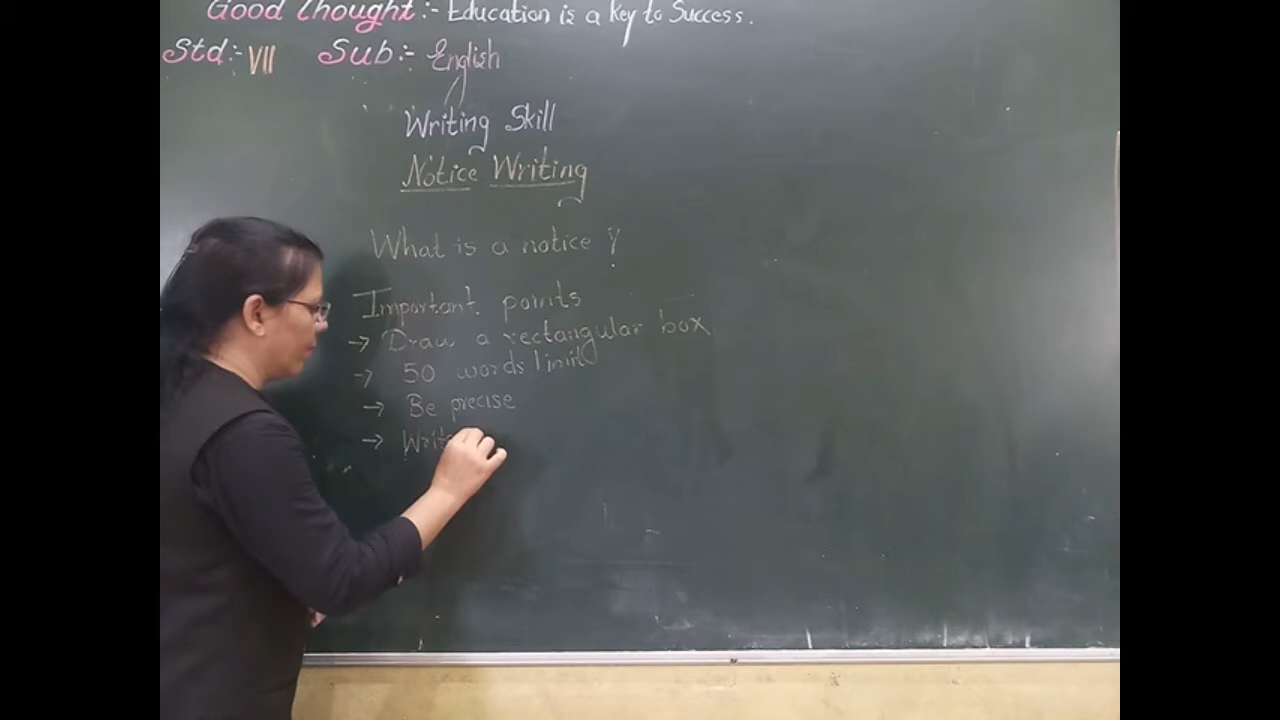 Good Thought:- Education is a key to Success.
Std:- VII Sub:- English
Writing Skill
Notice Writing
What is a notice ?
Important points
→ Draw a rectangular box
→ 50 words limit
→ Be precise
→ Write